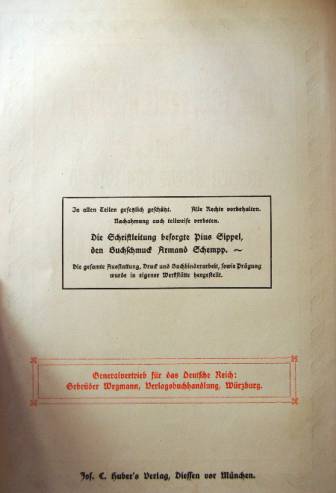 In allen Teilen gesetzlich geschützt. Alle Rechte vorbehalten.
Nachahmung auch teilweise verboten.
Die Schriftleitung besorgte Pius Sippel,
den Buchschmuck Armand Schempp. ~
Die gesamte Ausstattung, Druck und Buchbinderarbeit, sowie Prägung
wurde in eigener Werkstätte hergestellt.
Generalvertrieb für das Deutsche Reich:
Gebrüder Wegmann, Verlagsbuchhandlung, Würzburg.
Jos. C. Huber's Verlag, Diessen vor München.